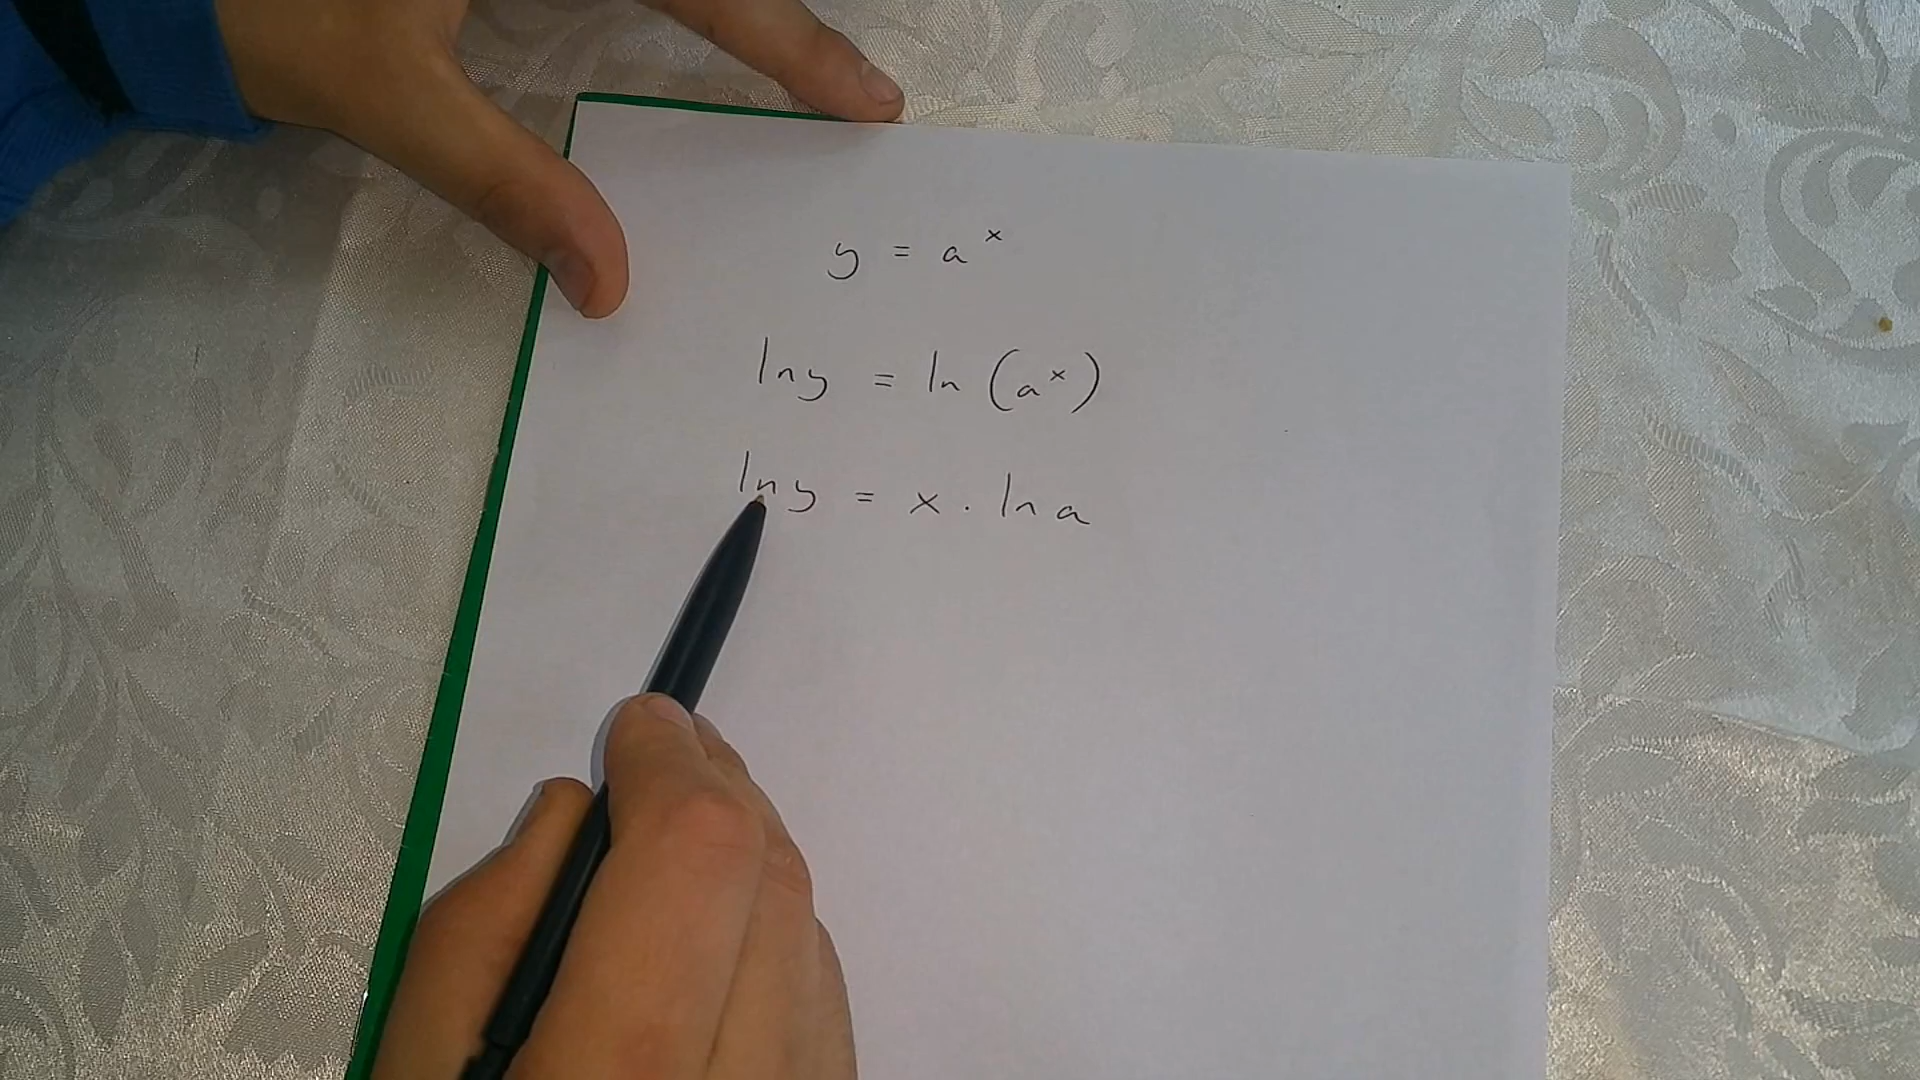 y = a^x
ln y = ln (a^x)
ln y = x · ln a